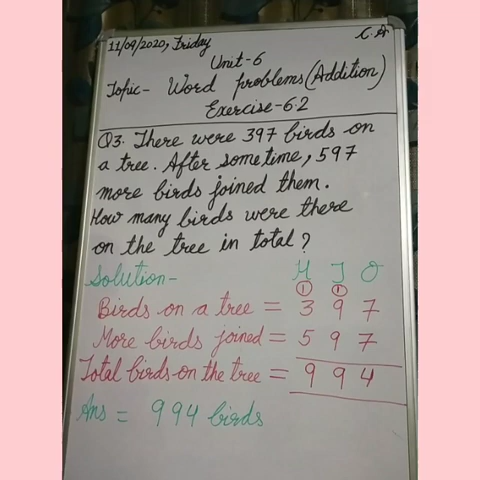 11/09/2020, Friday C.A
Unit-6
Topic- Word problems (Addition)
Exercise-6.2
Q3. There were 397 birds on
a tree. After sometime, 597
more birds joined them.
How many birds were there
on the tree in total?
Solution- H T O
1 1
Birds on a tree = 3 9 7
More birds joined = 5 9 7
Total birds on the tree = 9 9 4
Ans = 994 birds